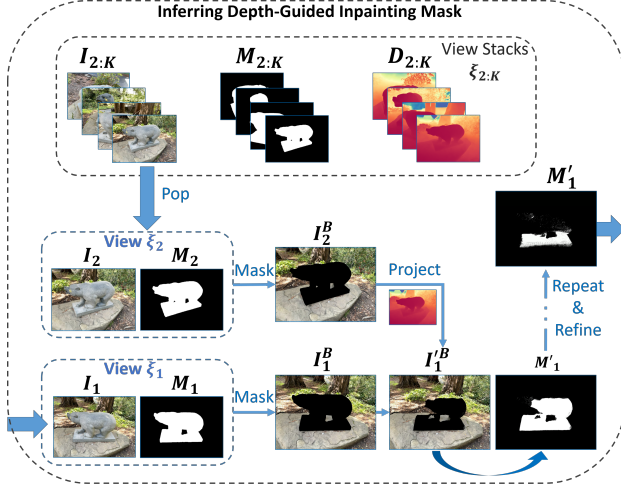 Inferring Depth-Guided Inpainting Mask
I₂:K M₂:K D₂:K View Stacks
ξ₂:K
Pop
M′₁
View ξ₂
I₂ M₂
Mask
I₂ᴮ
Project
Repeat
&
Refine
View ξ₁
I₁ M₁
Mask
I₁ᴮ
I′₁ᴮ
M′₁